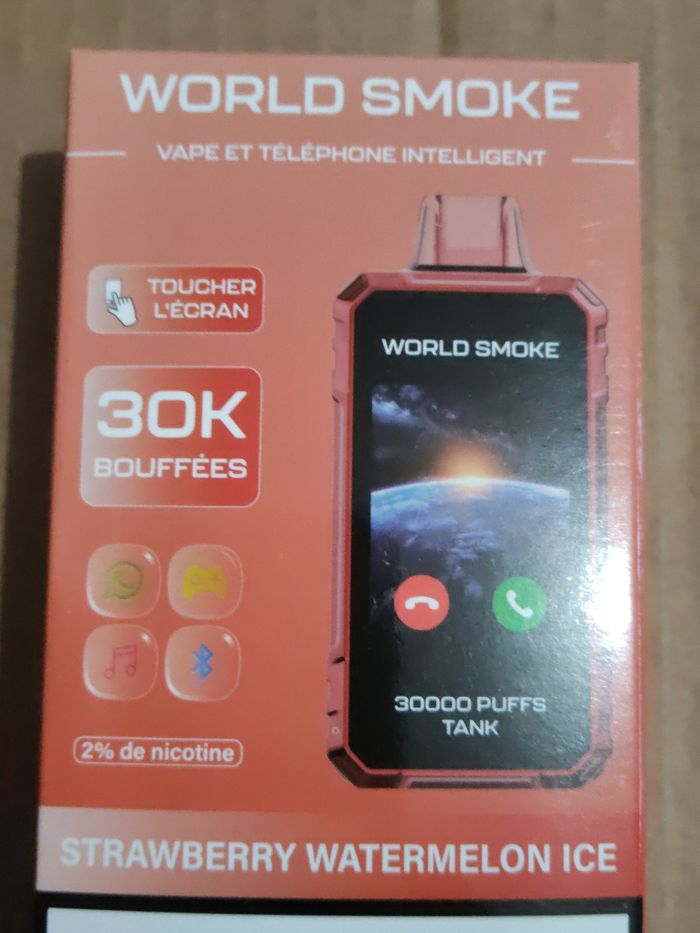 WORLD SMOKE
VAPE ET TÉLÉPHONE INTELLIGENT
TOUCHER
L'ÉCRAN
30K
BOUFFÉES
2% de nicotine
WORLD SMOKE
30000 PUFFS
TANK
STRAWBERRY WATERMELON ICE